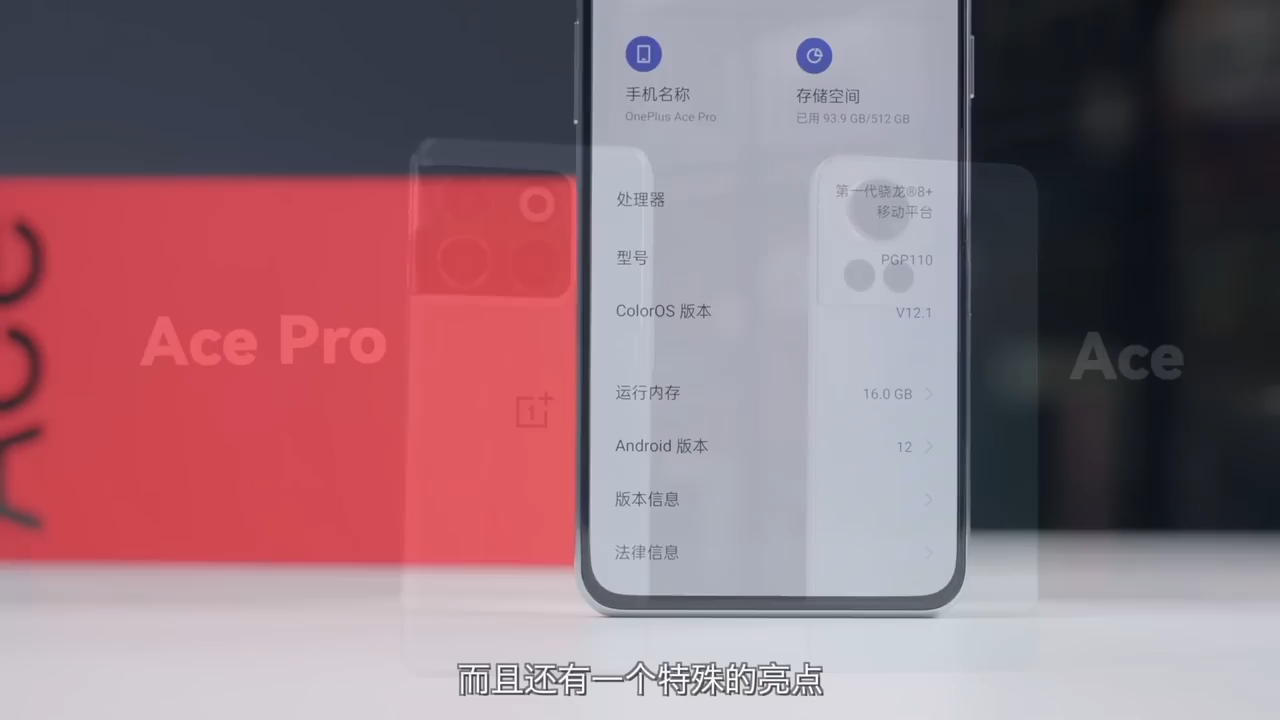 手机名称
OnePlus Ace Pro
存储空间
已用 93.9 GB/512 GB
处理器
第一代骁龙®8+
移动平台
型号
PGP110
ColorOS 版本
V12.1
运行内存
16.0 GB
Android 版本
12
版本信息
法律信息
Ace
Ace Pro
1+
Ace
而且还有一个特殊的亮点